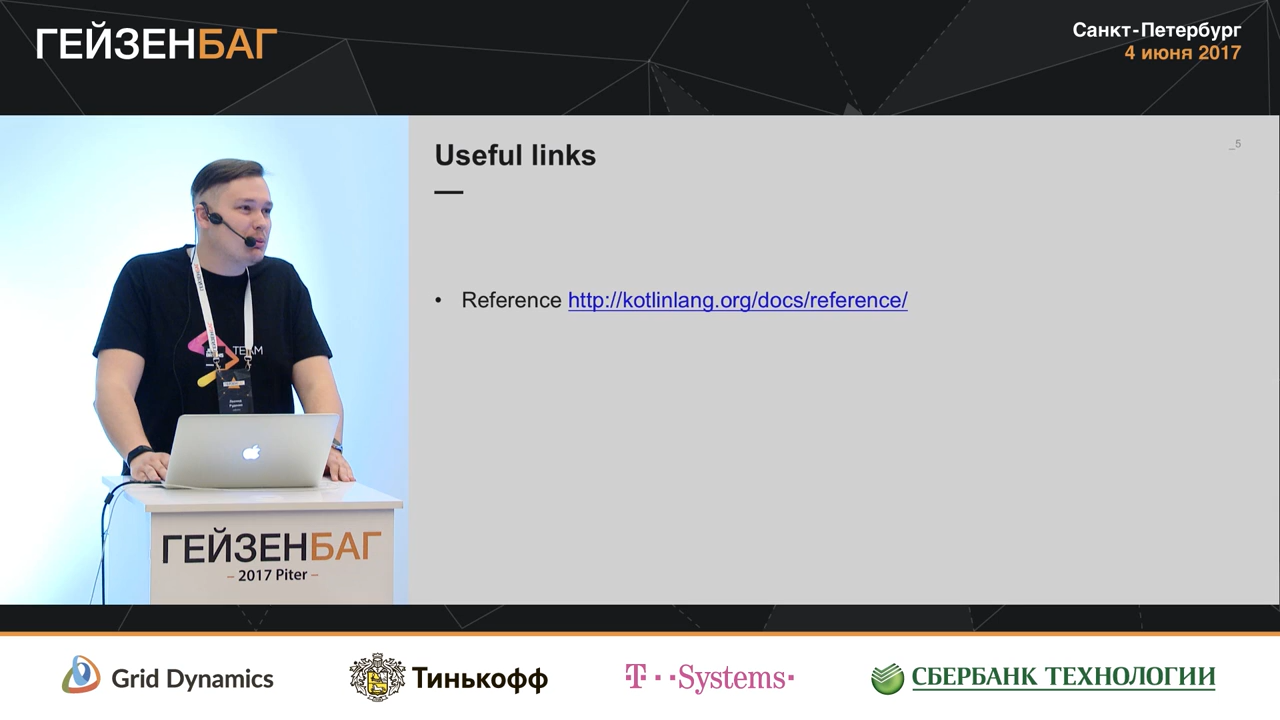 ГЕЙЗЕНБАГ
Санкт-Петербург
4 июня 2017
Useful links
_5
• Reference http://kotlinlang.org/docs/reference/
TEAM
ГЕЙЗЕНБАГ
– 2017 Piter –
Grid Dynamics
Тинькофф
T··Systems·
СБЕРБАНК ТЕХНОЛОГИИ